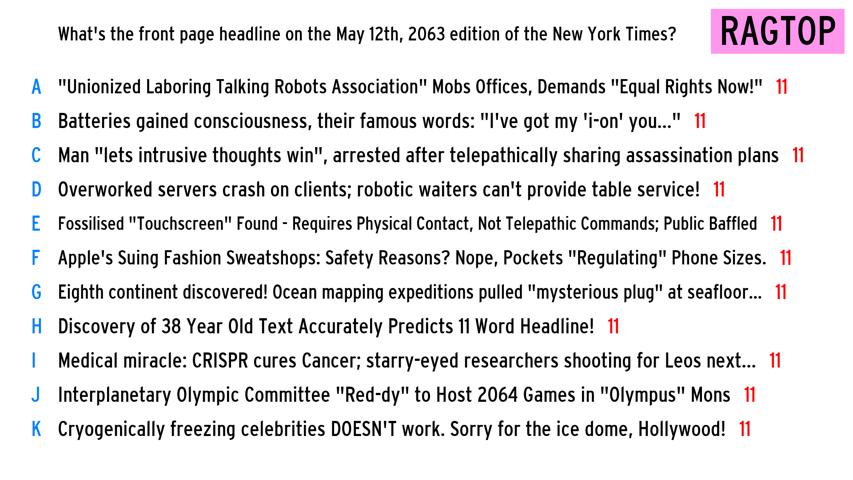 What's the front page headline on the May 12th, 2063 edition of the New York Times?
RAGTOP
A "Unionized Laboring Talking Robots Association" Mobs Offices, Demands "Equal Rights Now!" 11
B Batteries gained consciousness, their famous words: "I've got my 'i-on' you..." 11
C Man "lets intrusive thoughts win", arrested after telepathically sharing assassination plans 11
D Overworked servers crash on clients; robotic waiters can't provide table service! 11
E Fossilised "Touchscreen" Found - Requires Physical Contact, Not Telepathic Commands; Public Baffled 11
F Apple's Suing Fashion Sweatshops: Safety Reasons? Nope, Pockets "Regulating" Phone Sizes. 11
G Eighth continent discovered! Ocean mapping expeditions pulled "mysterious plug" at seafloor... 11
H Discovery of 38 Year Old Text Accurately Predicts 11 Word Headline! 11
I Medical miracle: CRISPR cures Cancer; starry-eyed researchers shooting for Leos next... 11
J Interplanetary Olympic Committee "Red-dy" to Host 2064 Games in "Olympus" Mons 11
K Cryogenically freezing celebrities DOESN'T work. Sorry for the ice dome, Hollywood! 11